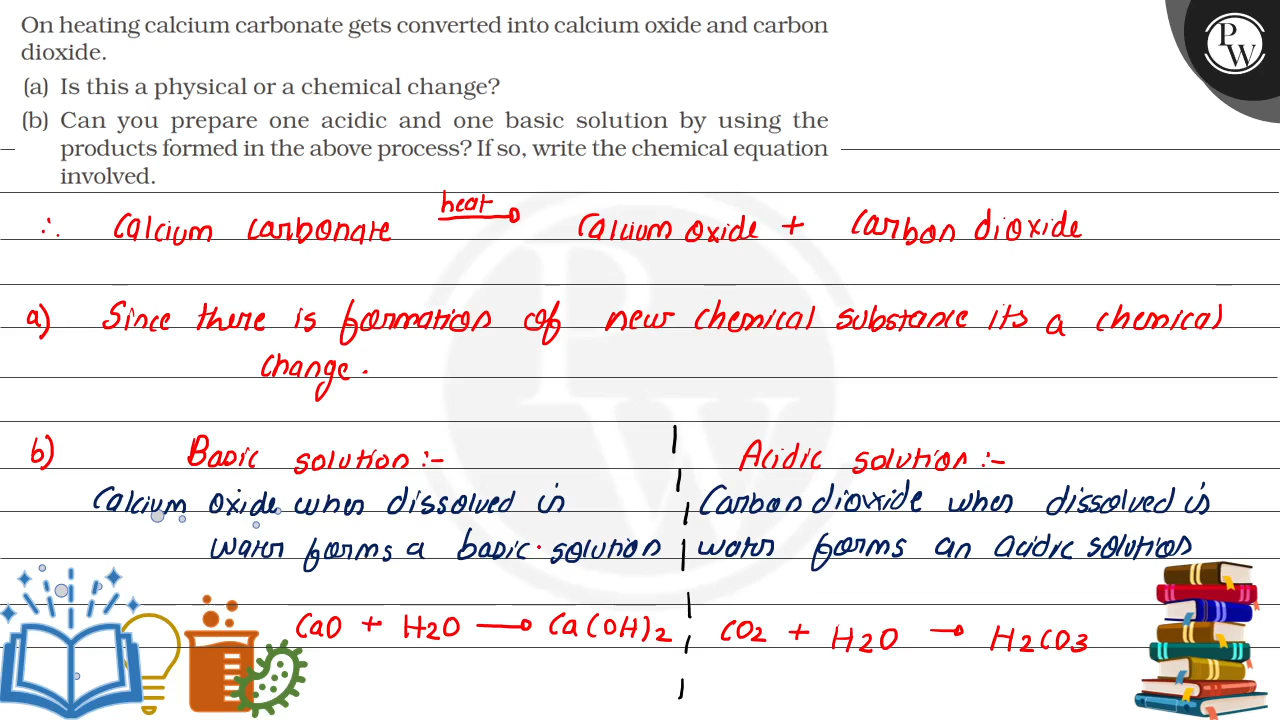 On heating calcium carbonate gets converted into calcium oxide and carbon
dioxide.
(a) Is this a physical or a chemical change?
(b) Can you prepare one acidic and one basic solution by using the
products formed in the above process? If so, write the chemical equation
involved.
PW
∴ Calcium carbonate heat→ Calcium oxide + Carbon dioxide
a) Since there is formation of new chemical substance its a chemical
change.
b) Basic solution :-
Calcium oxide when dissolved in
water forms a basic solution
CaO + H2O → Ca(OH)2
Acidic solution :-
Carbon dioxide when dissolved in
water forms an acidic solution
CO2 + H2O → H2CO3
PW